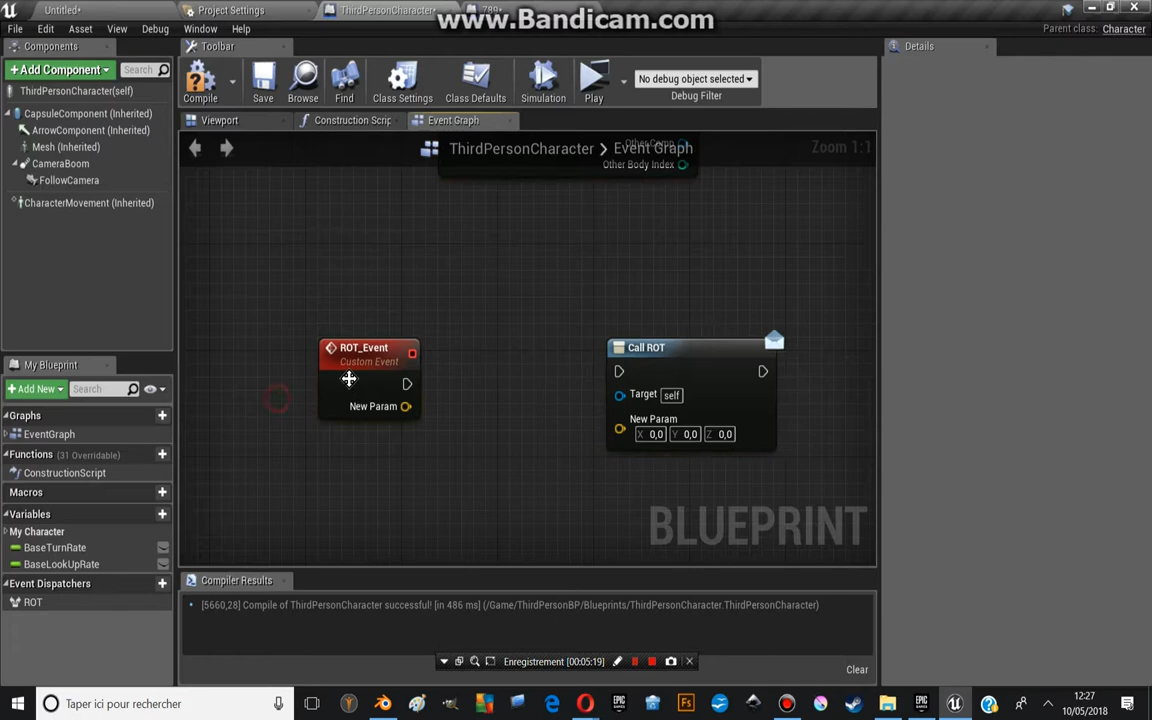 Untitled*
Project Settings
ThirdPersonCharacter*
789*
www.Bandicam.com
File Edit Asset View Debug Window Help
Parent class: Character
Components
Toolbar
Details
+ Add Component
Search
Compile Save Browse Find Class Settings Class Defaults Simulation Play
No debug object selected
Debug Filter
ThirdPersonCharacter(self)
CapsuleComponent (Inherited)
ArrowComponent (Inherited)
Mesh (Inherited)
CameraBoom
FollowCamera
CharacterMovement (Inherited)
Viewport
Construction Scrip
Event Graph
ThirdPersonCharacter > Event Graph
Zoom 1:1
Other Body Index
ROT_Event
Custom Event
New Param
Call ROT
Target self
New Param
X 0,0 Y 0,0 Z 0,0
BLUEPRINT
My Blueprint
+ Add New
Search
Graphs
EventGraph
Functions (31 Overridable)
ConstructionScript
Macros
Variables
My Character
BaseTurnRate
BaseLookUpRate
Event Dispatchers
ROT
Compiler Results
[5660,28] Compile of ThirdPersonCharacter successful! [in 486 ms] (/Game/ThirdPersonBP/Blueprints/ThirdPersonCharacter.ThirdPersonCharacter)
Enregistrement [00:05:19]
Clear
Taper ici pour rechercher
12:27
10/05/2018